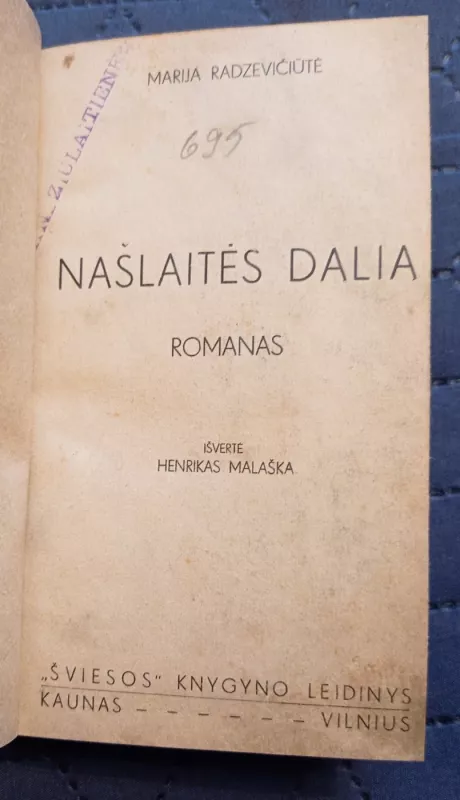 MARIJA RADZEVIČIŪTĖ
695
NAŠLAITĖS DALIA
ROMANAS
IŠVERTĖ
HENRIKAS MALAŠKA
„ŠVIESOS" KNYGYNO LEIDINYS
KAUNAS – – – – – – VILNIUS